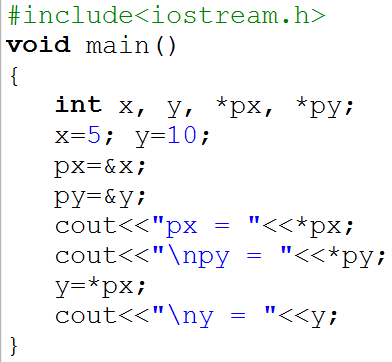 #include<iostream.h>
void main()
{
int x, y, *px, *py;
x=5; y=10;
px=&x;
py=&y;
cout<<"px = "<<*px;
cout<<"\npy = "<<*py;
y=*px;
cout<<"\ny = "<<y;
}